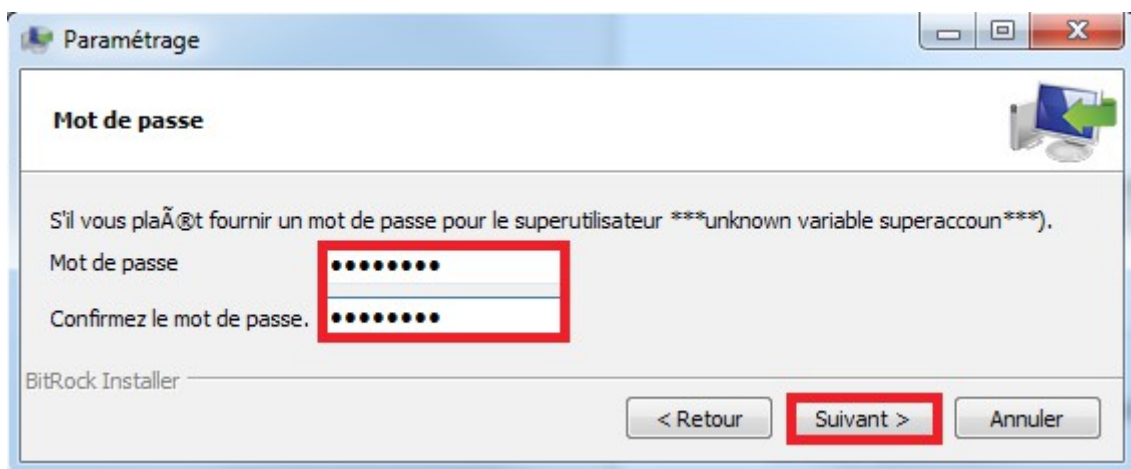 Paramétrage
Mot de passe
S'il vous plaÃ®t fournir un mot de passe pour le superutilisateur ***unknown variable superaccoun***).
Mot de passe ••••••••
Confirmez le mot de passe. ••••••••
BitRock Installer
< Retour Suivant > Annuler